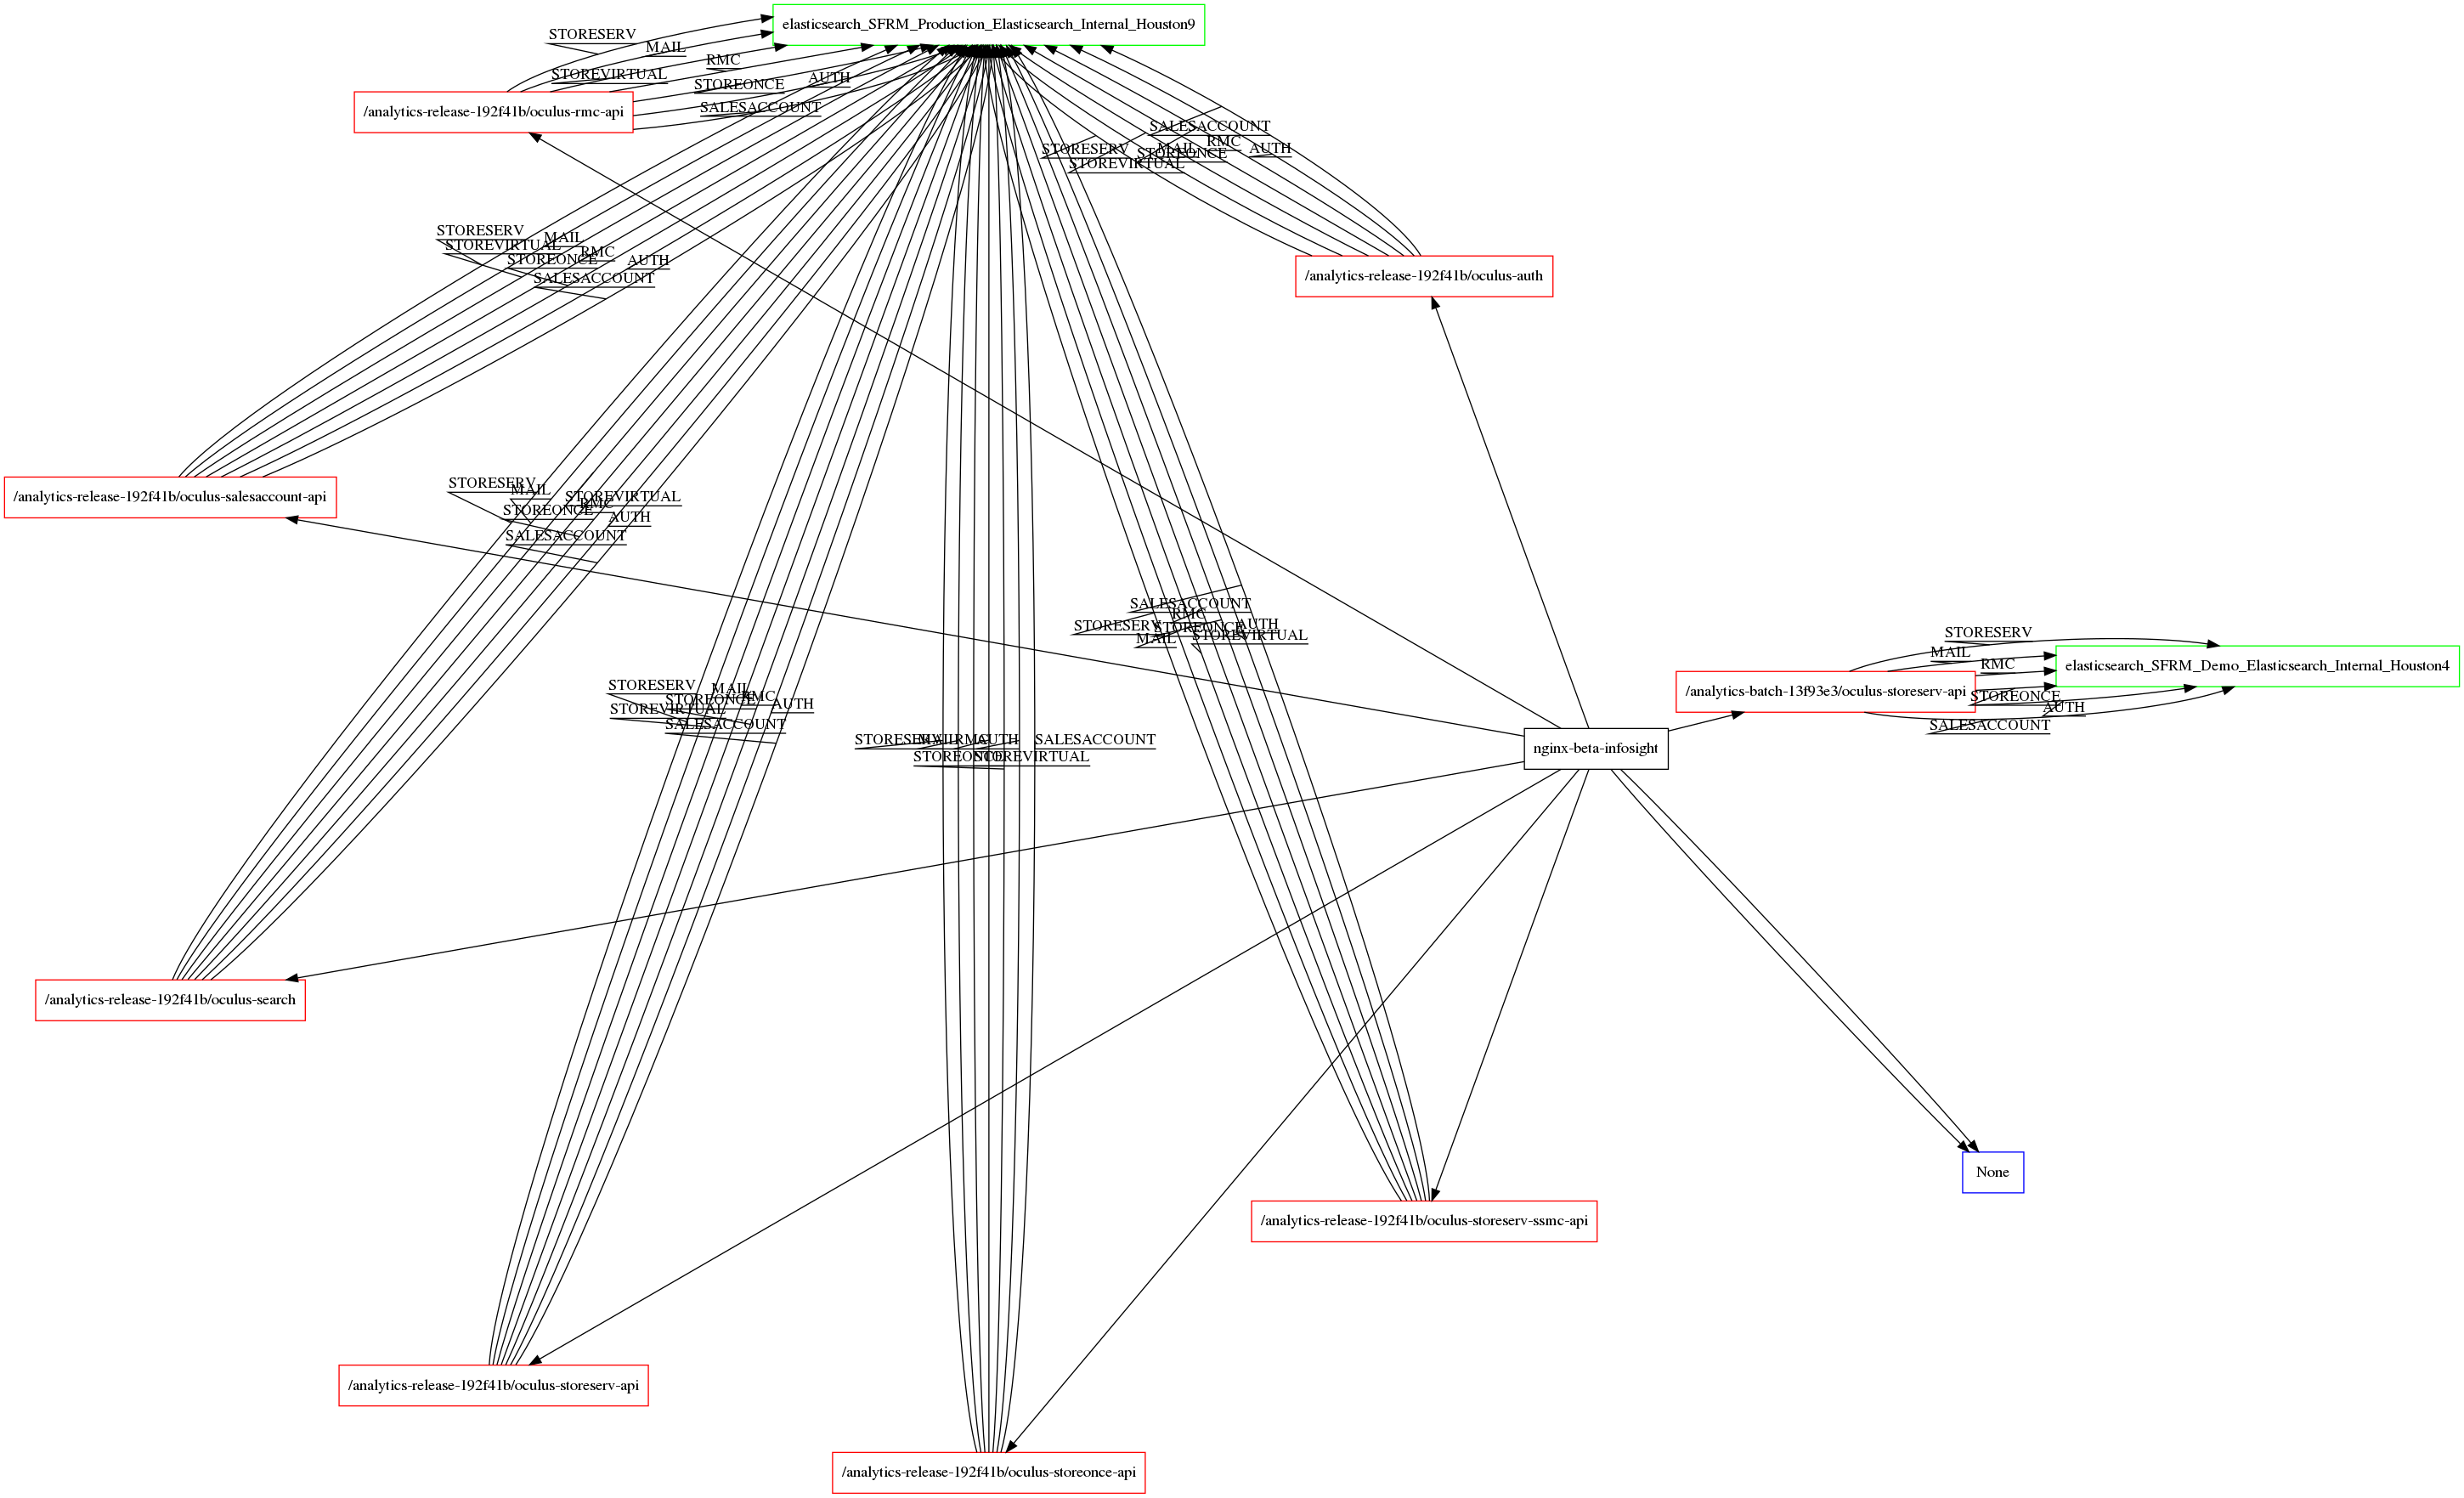 elasticsearch_SFRM_Production_Elasticsearch_Internal_Houston9
STORESERV
MAIL
RMC
STOREVIRTUAL
STOREONCE
AUTH
SALESACCOUNT
/analytics-release-192f41b/oculus-rmc-api
SALESACCOUNT
RMC
STORESERV
MAIL
STOREONCE
AUTH
STOREVIRTUAL
STORESERV
MAIL
STOREVIRTUAL
RMC
STOREONCE
AUTH
SALESACCOUNT
/analytics-release-192f41b/oculus-auth
STORESERV
MAIL
STOREVIRTUAL
RMC
STOREONCE
AUTH
SALESACCOUNT
/analytics-release-192f41b/oculus-salesaccount-api
SALESACCOUNT
RMC
STORESERV
STOREONCE
AUTH
MAIL
STOREVIRTUAL
STORESERV
MAIL
RMC
STOREONCE
AUTH
SALESACCOUNT
elasticsearch_SFRM_Demo_Elasticsearch_Internal_Houston4
/analytics-batch-13f93e3/oculus-storeserv-api
STORESERV
MAIL
RMC
STOREONCE
AUTH
STOREVIRTUAL
SALESACCOUNT
STORESERV
MAIL
RMC
AUTH
SALESACCOUNT
STOREONCE
STOREVIRTUAL
nginx-beta-infosight
/analytics-release-192f41b/oculus-search
None
/analytics-release-192f41b/oculus-storeserv-ssmc-api
/analytics-release-192f41b/oculus-storeserv-api
/analytics-release-192f41b/oculus-storeonce-api